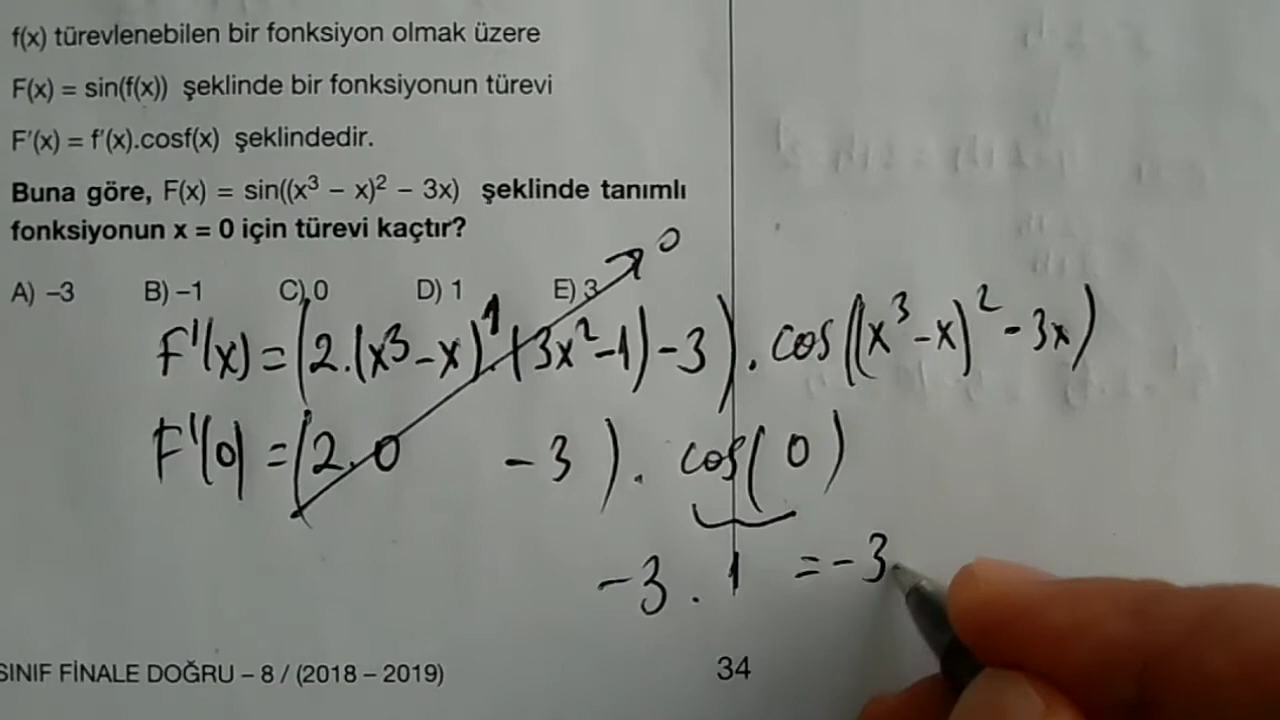 f(x) türevlenebilen bir fonksiyon olmak üzere
F(x) = sin(f(x)) şeklinde bir fonksiyonun türevi
F'(x) = f'(x).cosf(x) şeklindedir.
Buna göre, F(x) = sin((x³ – x)² – 3x) şeklinde tanımlı
fonksiyonun x = 0 için türevi kaçtır?
A) –3 B) –1 C) 0 D) 1 E) 3
0
F'(x) = (2.(x³-x)¹.(3x²-1)-3).cos((x³-x)²-3x)
F'(0) = (2.0 -3).cos(0)
-3.1 = -3
SINIF FİNALE DOĞRU – 8 / (2018 – 2019) 34